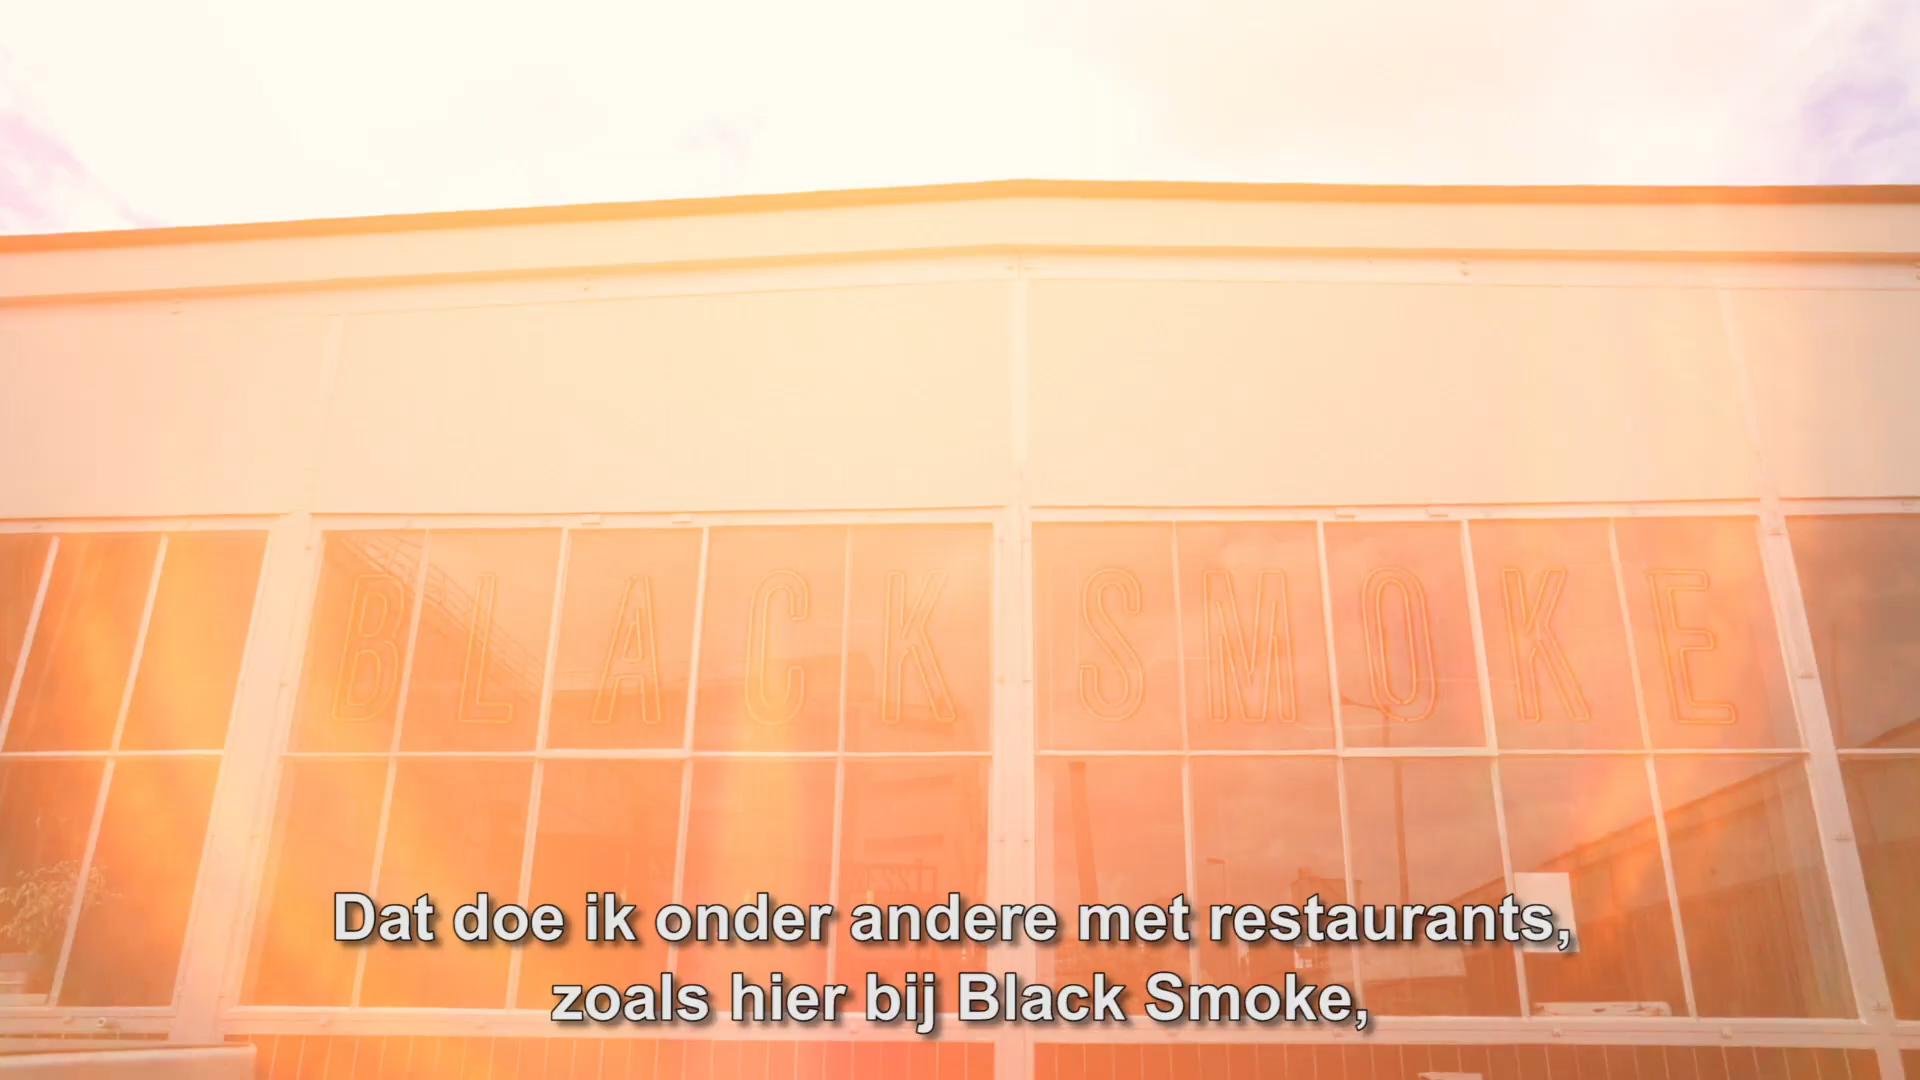 BLACK SMOKE
Dat doe ik onder andere met restaurants,
zoals hier bij Black Smoke,